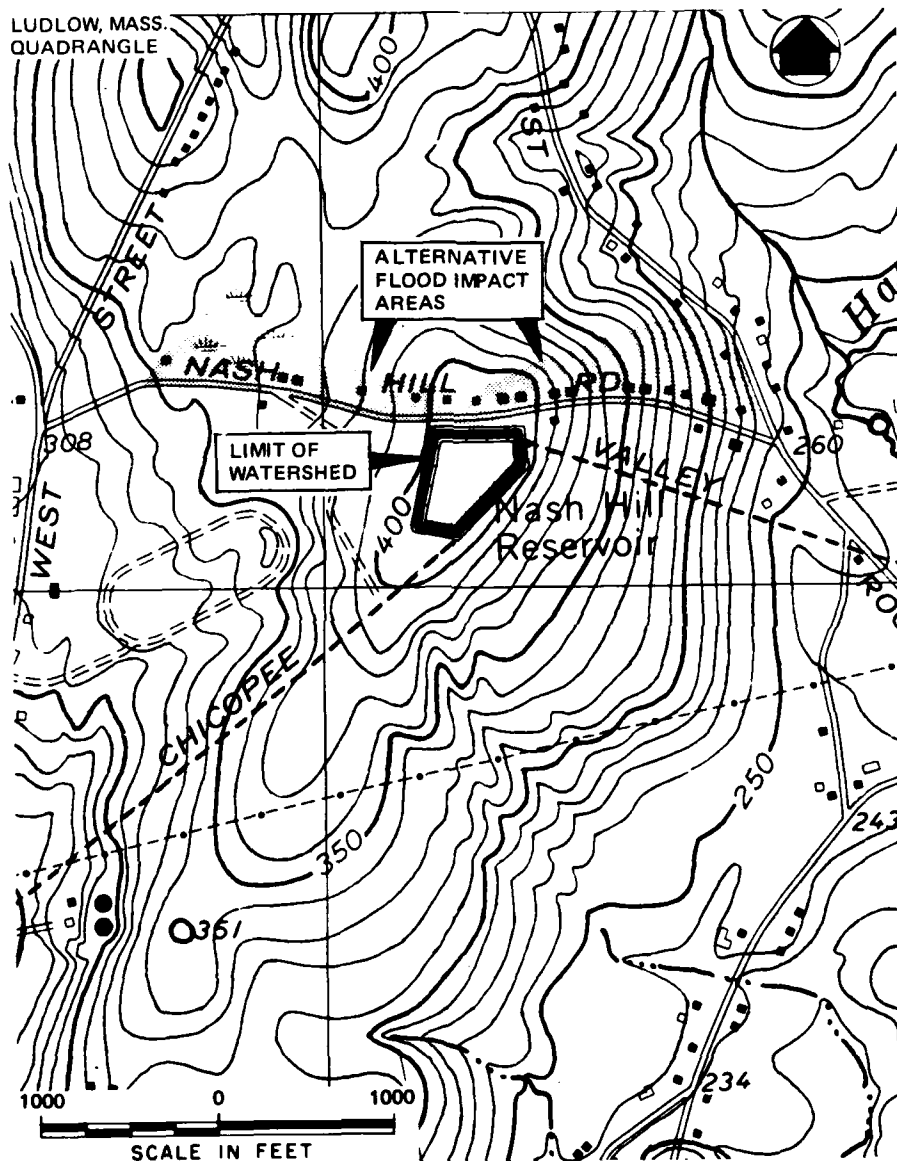 LUDLOW, MASS.
QUADRANGLE
400
ST
STREET
ALTERNATIVE
FLOOD IMPACT
AREAS
Ha
NASH HILL RD
308
LIMIT OF
WATERSHED
260
VALLEY
WEST
400
Nash Hill
Reservoir
CHICOPEE
250
243
350
361
234
1000 0 1000
SCALE IN FEET